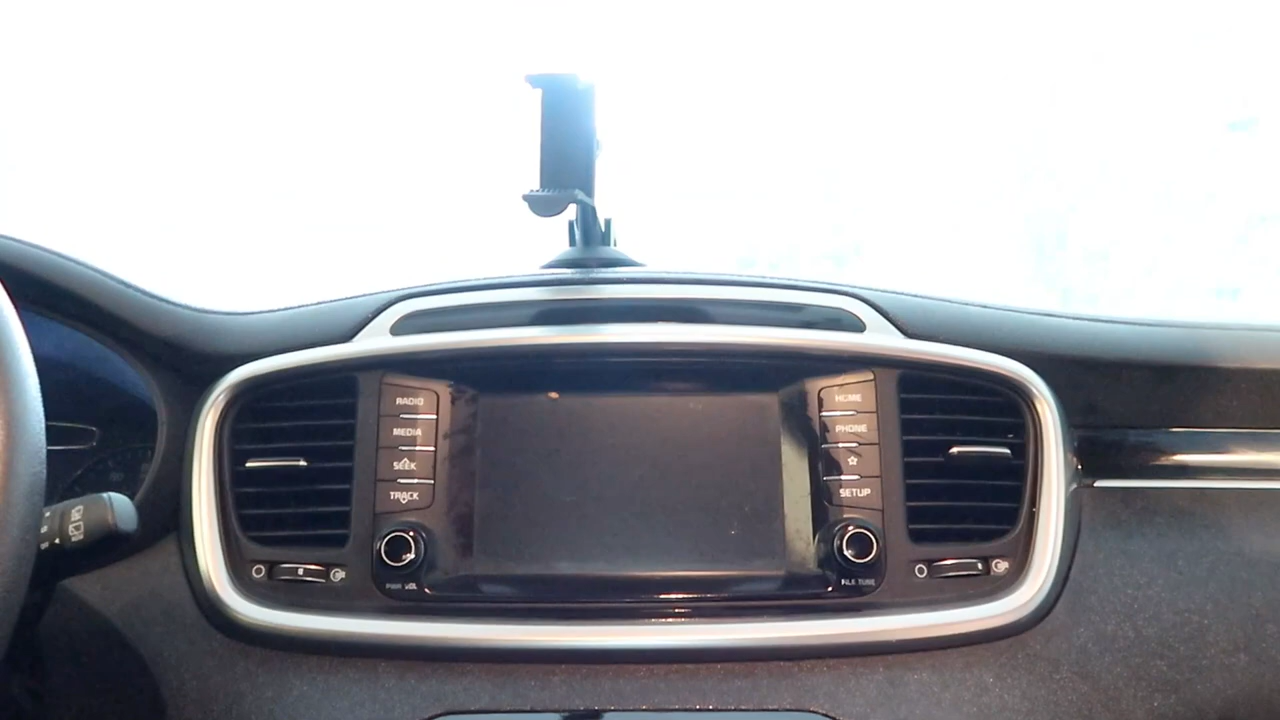 RADIO
MEDIA
SEEK
TRACK
PWR VOL
HOME
PHONE
SETUP
FILE TUNE